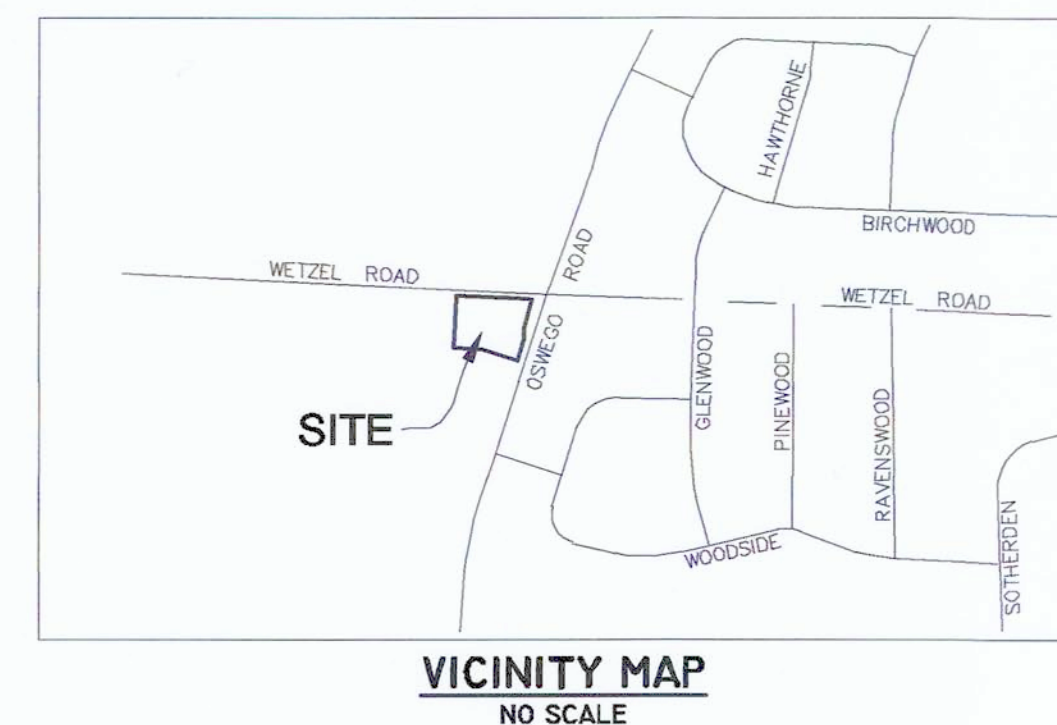 HAWTHORNE
BIRCHWOOD
WETZEL ROAD
OSWEGO ROAD
WETZEL ROAD
SITE
GLENWOOD
PINEWOOD
RAVENSWOOD
WOODSIDE
SOTHERDEN
VICINITY MAP
NO SCALE